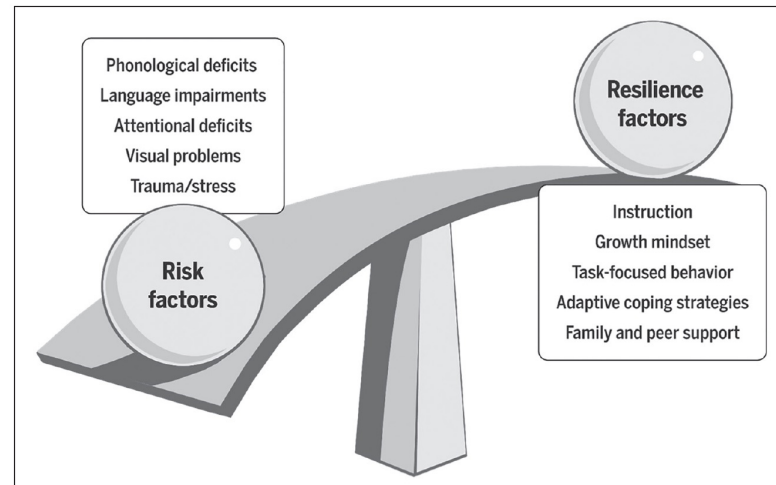 Phonological deficits
Language impairments
Attentional deficits
Visual problems
Trauma/stress
Risk
factors
Resilience
factors
Instruction
Growth mindset
Task-focused behavior
Adaptive coping strategies
Family and peer support